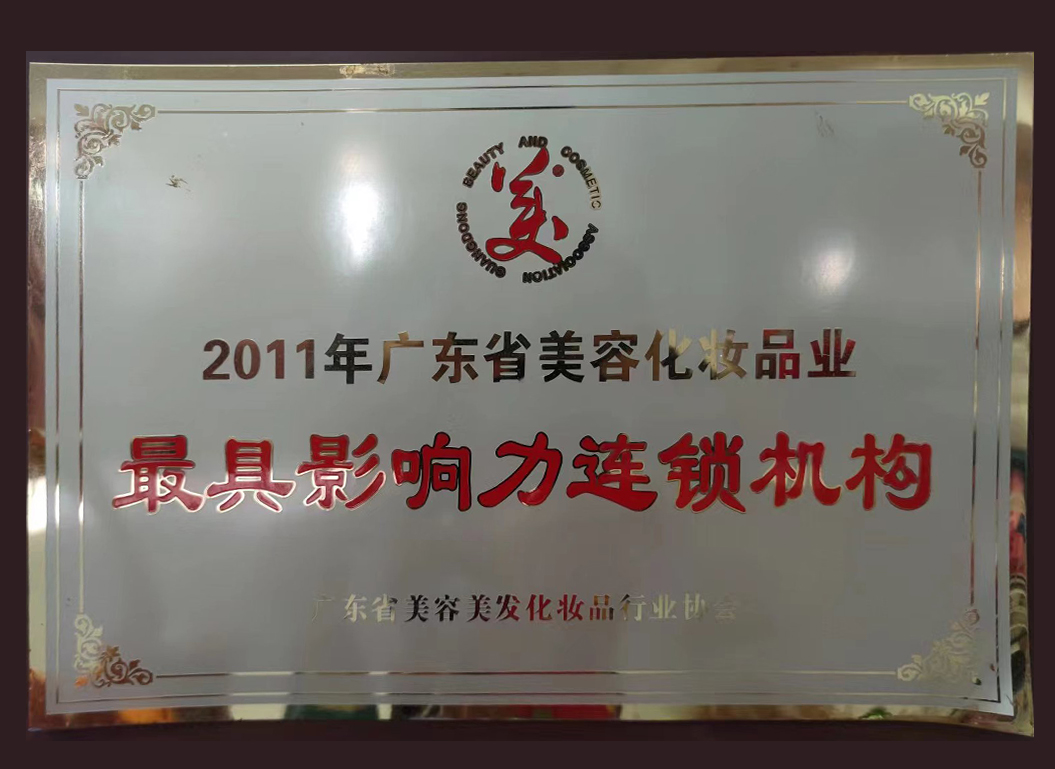 GUANGDONG BEAUTY AND COSMETIC ASSOCIATION
美
2011年广东省美容化妆品业
最具影响力连锁机构
广东省美容美发化妆品行业协会